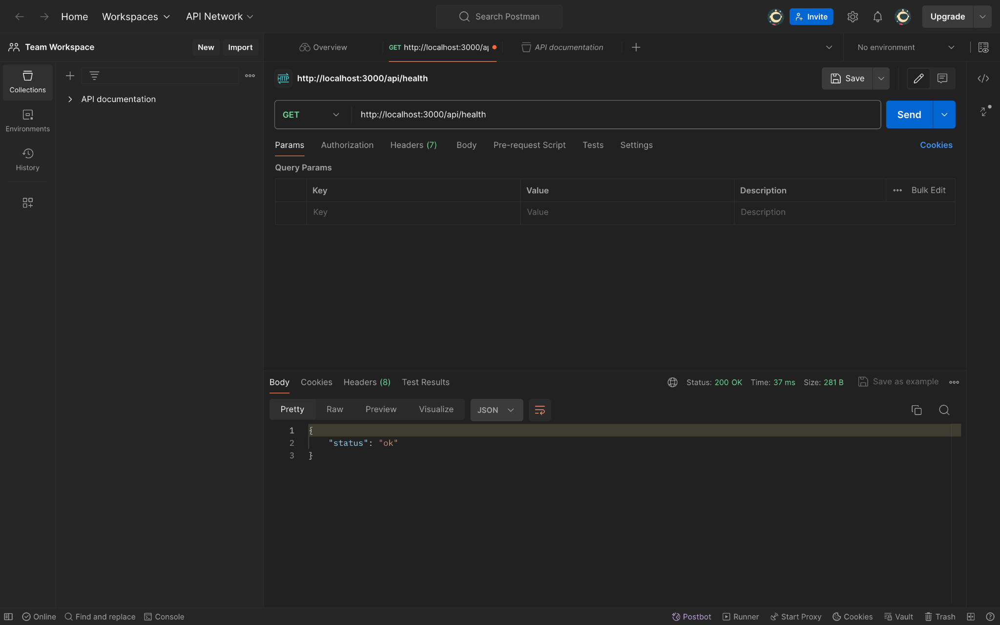 Home Workspaces API Network Search Postman Invite Upgrade
Team Workspace New Import Overview GET http://localhost:3000/ap API documentation No environment
Collections
API documentation
Environments
History
HTTP http://localhost:3000/api/health Save
GET http://localhost:3000/api/health Send
Params Authorization Headers (7) Body Pre-request Script Tests Settings Cookies
Query Params
Key Value Description Bulk Edit
Key Value Description
Body Cookies Headers (8) Test Results Status: 200 OK Time: 37 ms Size: 281 B Save as example
Pretty Raw Preview Visualize JSON
1 {
2 "status": "ok"
3 }
Online Find and replace Console Postbot Runner Start Proxy Cookies Vault Trash